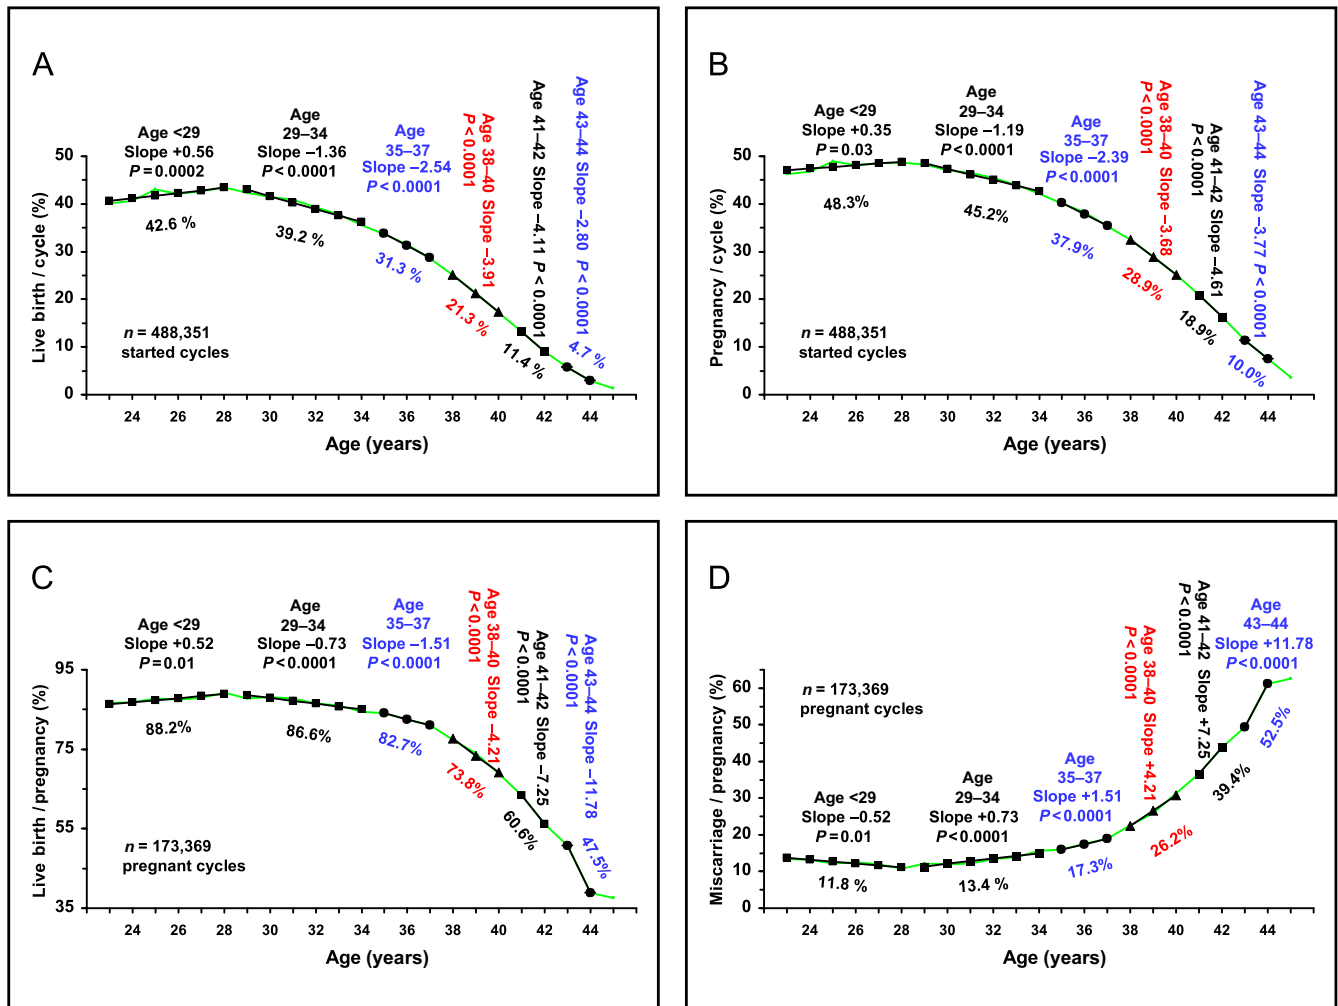 A
Age <29
Slope +0.56
P = 0.0002
Age
29–34
Slope –1.36
P < 0.0001
Age
35–37
Slope –2.54
P < 0.0001
Age 38–40 Slope –3.91
P < 0.0001
Age 41–42 Slope –4.11 P < 0.0001
Age 43–44 Slope –2.80 P < 0.0001
Live birth / cycle (%)
50
40
30
20
10
0
42.6 %
39.2 %
31.3 %
21.3 %
11.4 %
4.7 %
n = 488,351
started cycles
24 26 28 30 32 34 36 38 40 42 44
Age (years)
B
Age <29
Slope +0.35
P = 0.03
Age
29–34
Slope –1.19
P < 0.0001
Age
35–37
Slope –2.39
P < 0.0001
Age 38–40 Slope –3.68
P < 0.0001
Age 41–42 Slope –4.61
P < 0.0001
Age 43–44 Slope –3.77 P < 0.0001
Pregnancy / cycle (%)
50
40
30
20
10
0
48.3%
45.2%
37.9%
28.9%
18.9%
10.0%
n = 488,351
started cycles
24 26 28 30 32 34 36 38 40 42 44
Age (years)
C
Age <29
Slope +0.52
P = 0.01
Age
29–34
Slope –0.73
P < 0.0001
Age
35–37
Slope –1.51
P < 0.0001
Age 38–40 Slope –4.21
P < 0.0001
Age 41–42 Slope –7.25
P < 0.0001
Age 43–44 Slope –11.78
P < 0.0001
Live birth / pregnancy (%)
95
75
55
35
88.2%
86.6%
82.7%
73.8%
60.6%
47.5%
n = 173,369
pregnant cycles
24 26 28 30 32 34 36 38 40 42 44
Age (years)
D
Age <29
Slope –0.52
P = 0.01
Age
29–34
Slope +0.73
P < 0.0001
Age
35–37
Slope +1.51
P < 0.0001
Age 38–40 Slope +4.21
P < 0.0001
Age 41–42 Slope +7.25
P < 0.0001
Age
43–44
Slope +11.78
P < 0.0001
Miscarriage / pregnancy (%)
60
50
40
30
20
10
0
11.8 %
13.4 %
17.3%
26.2%
39.4%
52.5%
n = 173,369
pregnant cycles
24 26 28 30 32 34 36 38 40 42 44
Age (years)